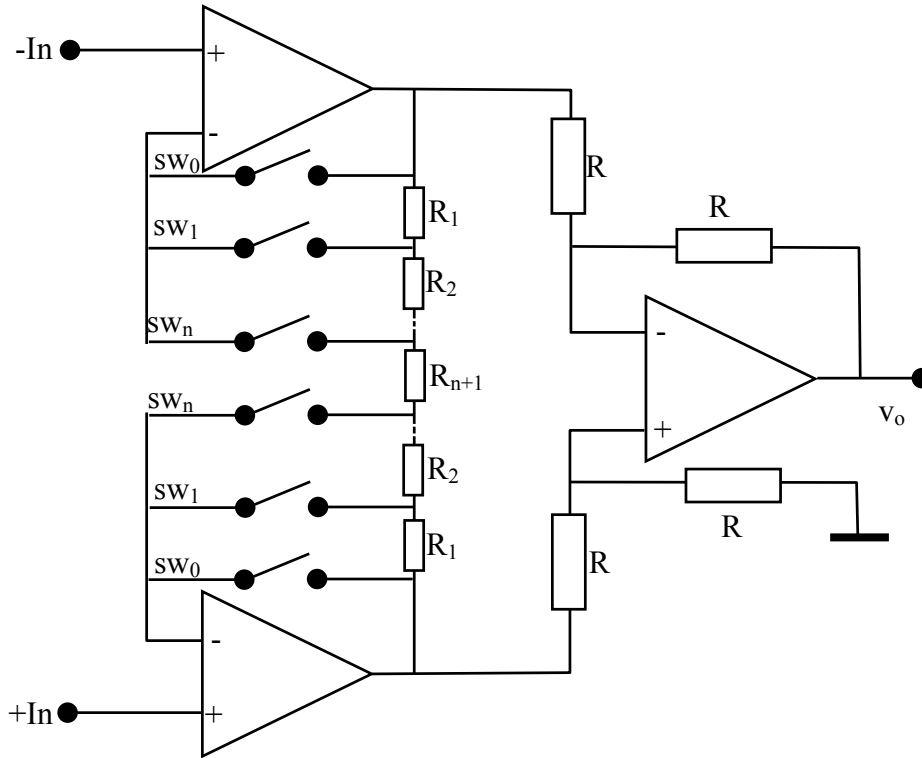 -In
+
-
sw₀
R₁
sw₁
R₂
swₙ
Rₙ₊₁
swₙ
R₂
sw₁
R₁
sw₀
-
+In
+
R
R
-
+
vₒ
R
R